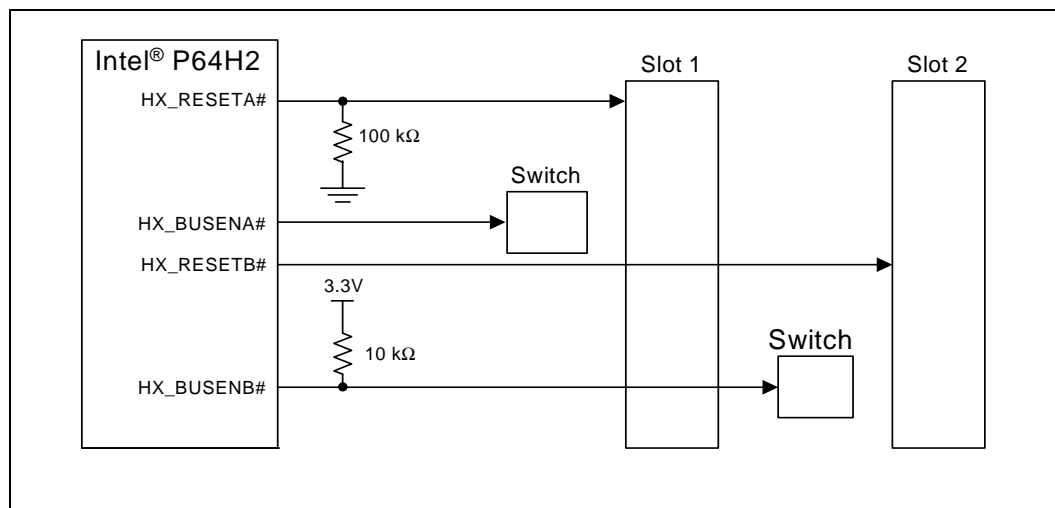 Intel® P64H2
Slot 1
Slot 2
HX_RESETA#
100 kΩ
Switch
HX_BUSENA#
HX_RESETB#
3.3V
10 kΩ
Switch
HX_BUSENB#